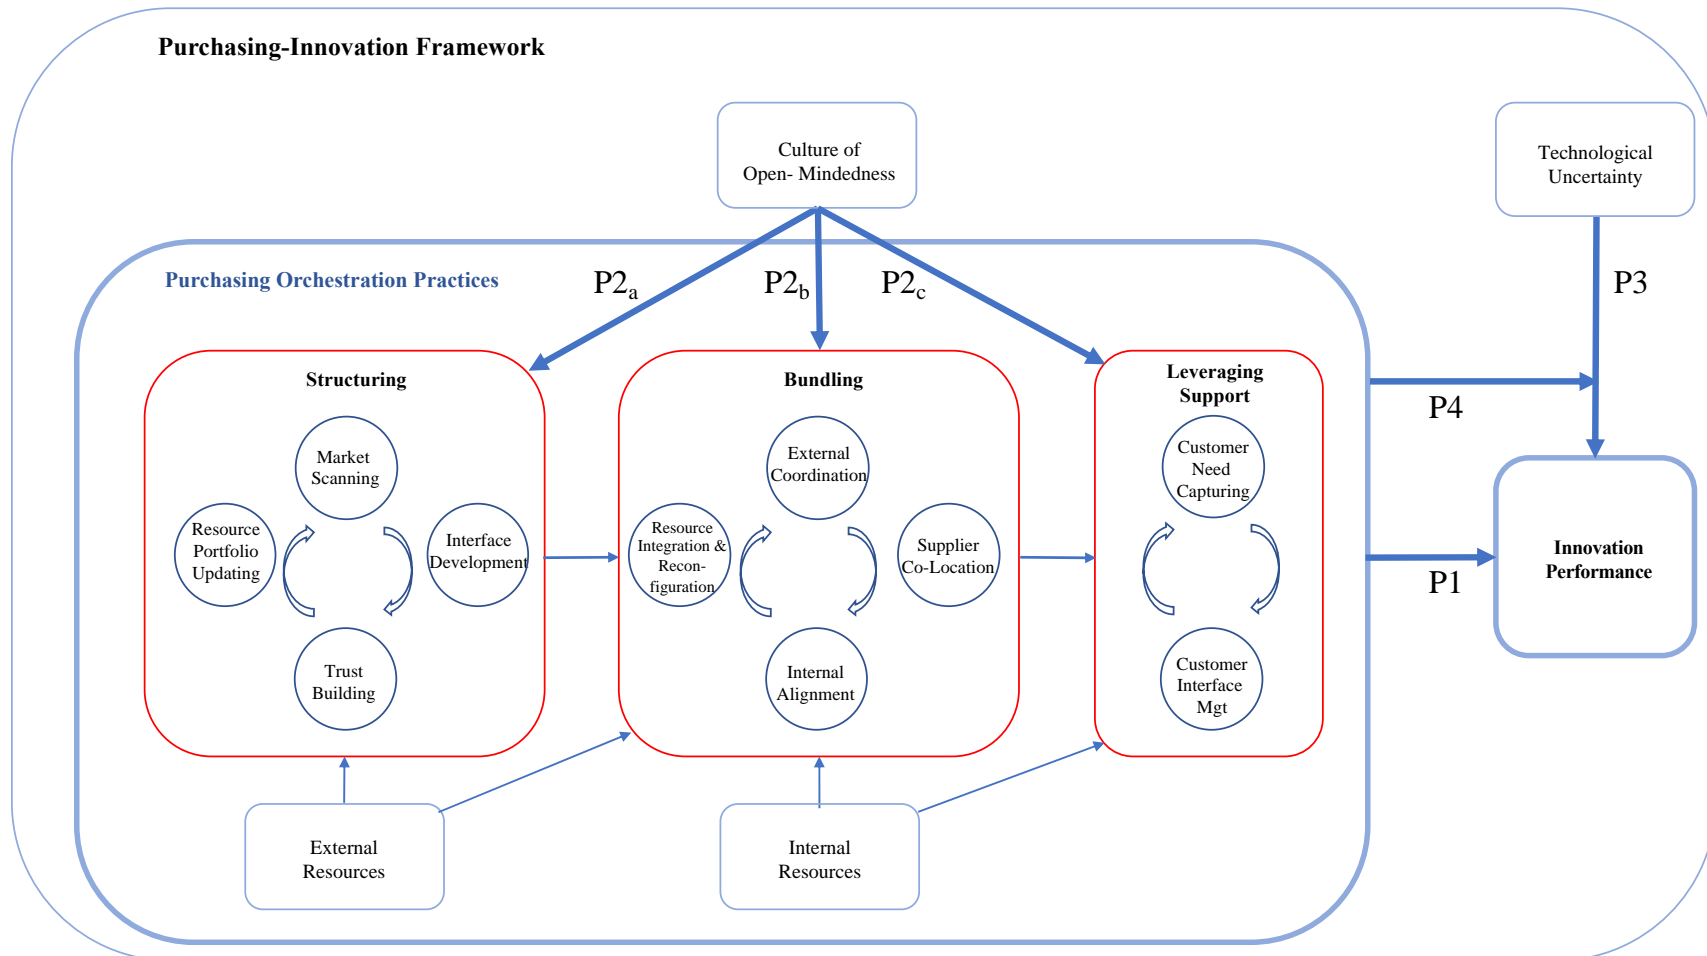 Purchasing-Innovation Framework
Culture of
Open- Mindedness
Technological
Uncertainty
Purchasing Orchestration Practices
P2a
P2b
P2c
P3
Structuring
Market
Scanning
Resource
Portfolio
Updating
Interface
Development
Trust
Building
Bundling
External
Coordination
Resource
Integration &
Recon-
figuration
Supplier
Co-Location
Internal
Alignment
Leveraging
Support
Customer
Need
Capturing
Customer
Interface
Mgt
P4
P1
Innovation
Performance
External
Resources
Internal
Resources